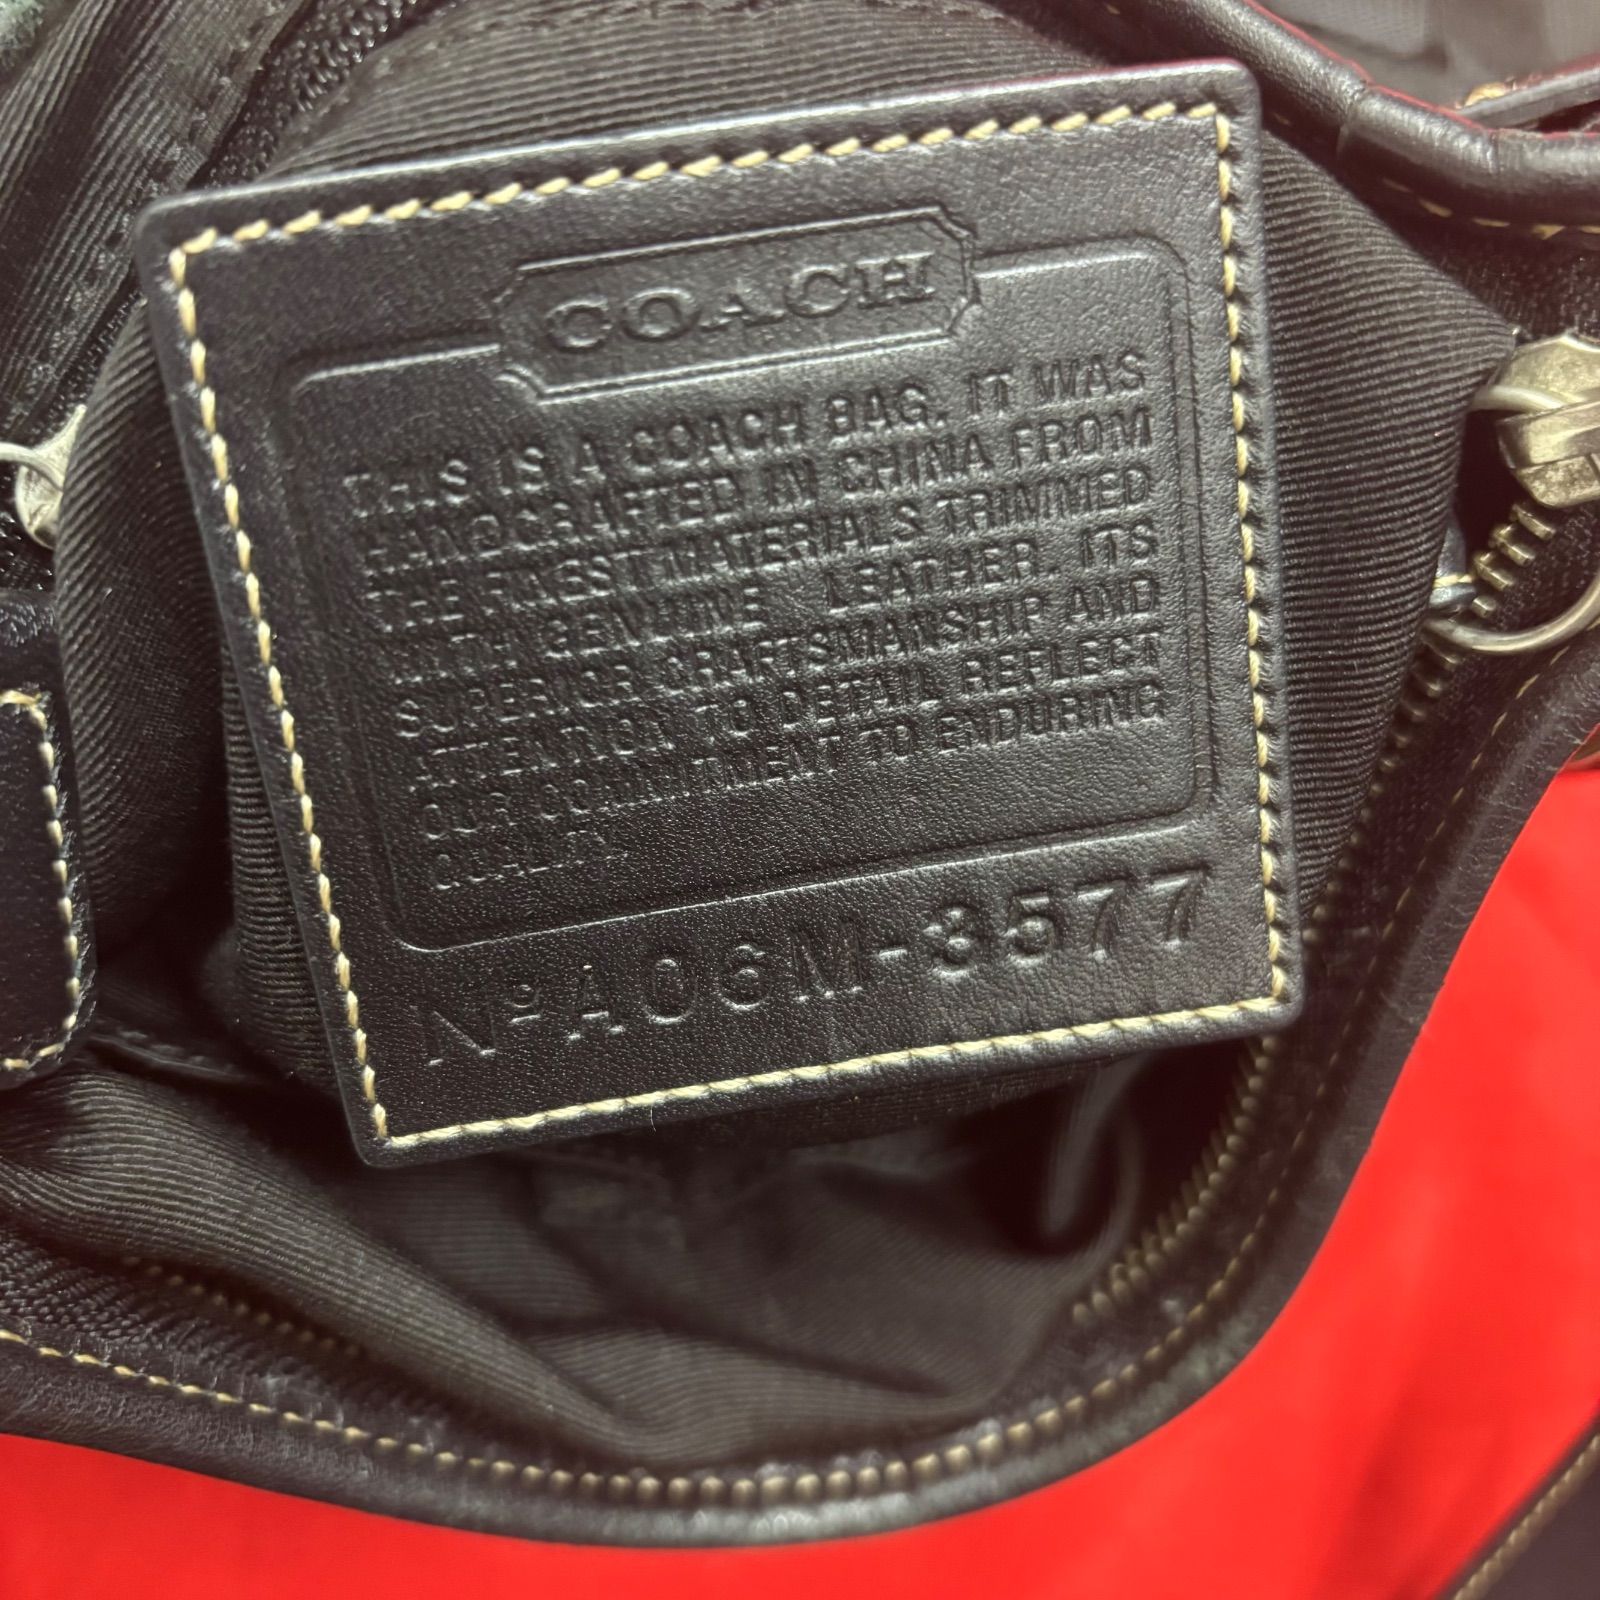 COACH
THIS IS A COACH BAG. IT WAS
HANDCRAFTED IN CHINA FROM
THE FINEST MATERIALS TRIMMED
WITH GENUINE LEATHER. ITS
SUPERIOR CRAFTSMANSHIP AND
ATTENTION TO DETAIL REFLECT
OUR COMMITMENT TO ENDURING
QUALITY.
Nº A06M-3577